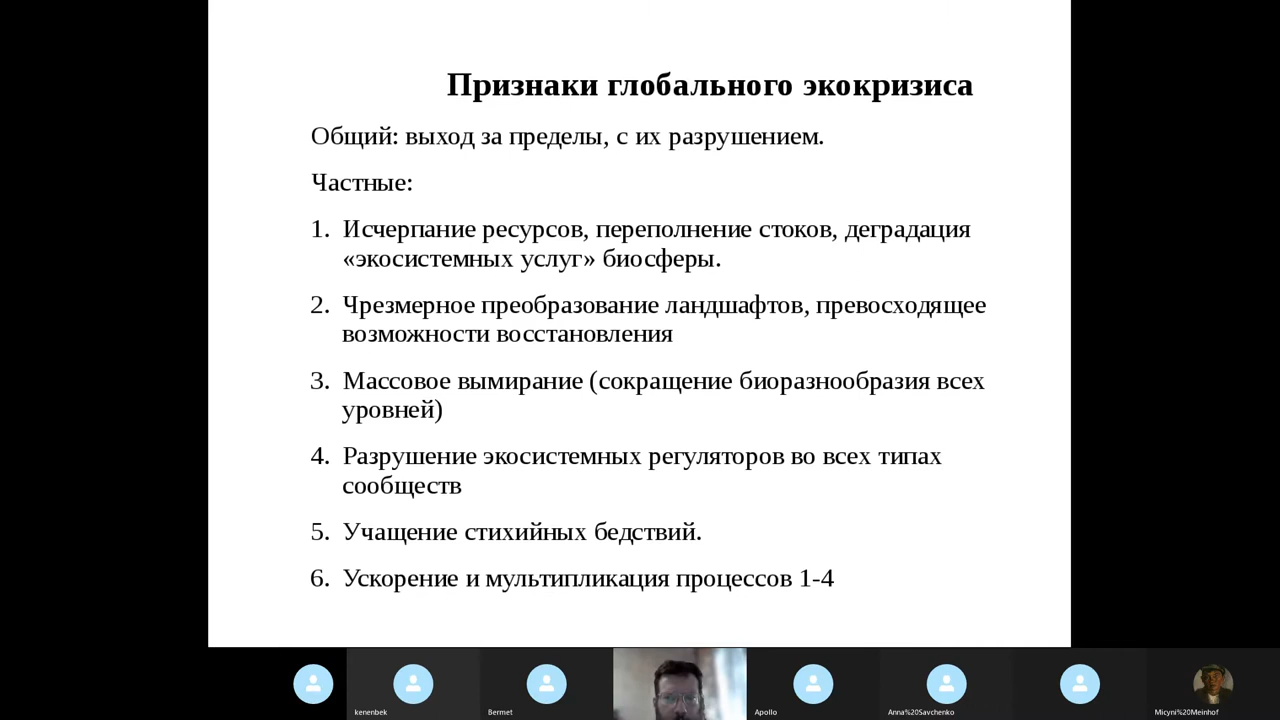 Признаки глобального экокризиса
Общий: выход за пределы, с их разрушением.
Частные:
1. Исчерпание ресурсов, переполнение стоков, деградация
«экосистемных услуг» биосферы.
2. Чрезмерное преобразование ландшафтов, превосходящее
возможности восстановления
3. Массовое вымирание (сокращение биоразнообразия всех
уровней)
4. Разрушение экосистемных регуляторов во всех типах
сообществ
5. Учащение стихийных бедствий.
6. Ускорение и мультипликация процессов 1-4
kenenbek
Bermet
Apollo
Anna%20Savchenko
Micyni%20Meinhof